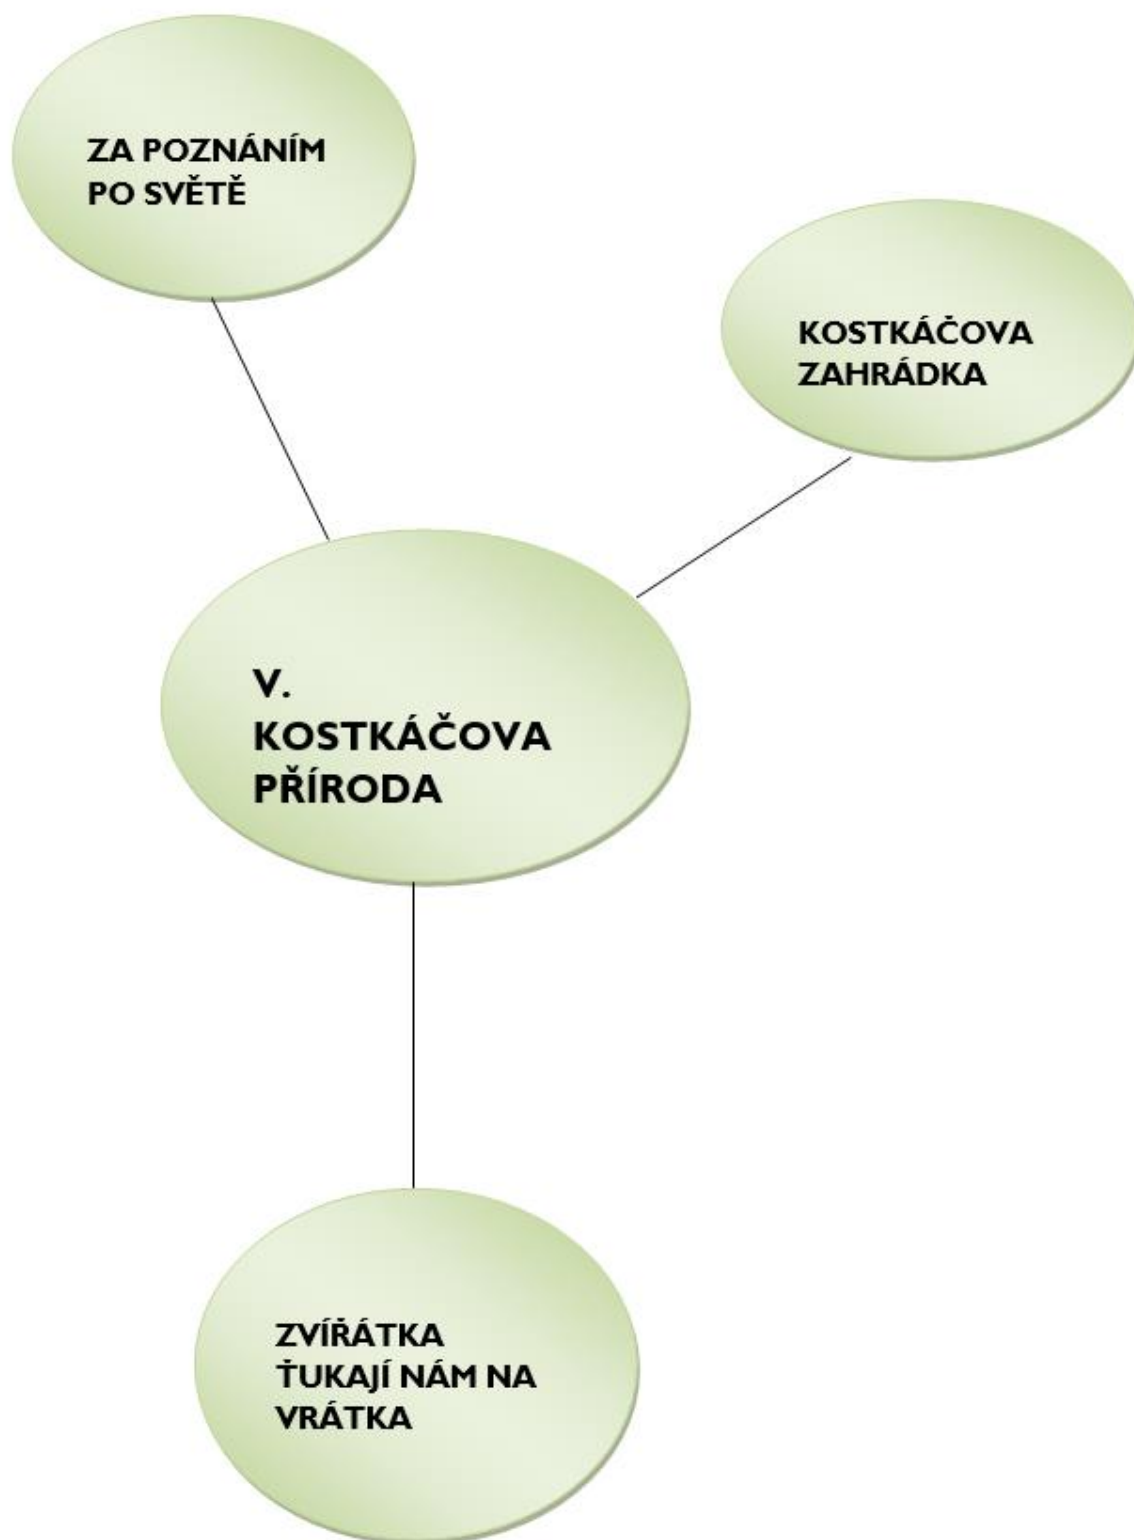 ZA POZNÁNÍM
PO SVĚTĚ
KOSTKÁČOVA
ZAHRÁDKA
V.
KOSTKÁČOVA
PŘÍRODA
ZVÍŘÁTKA
ŤUKAJÍ NÁM NA
VRÁTKA